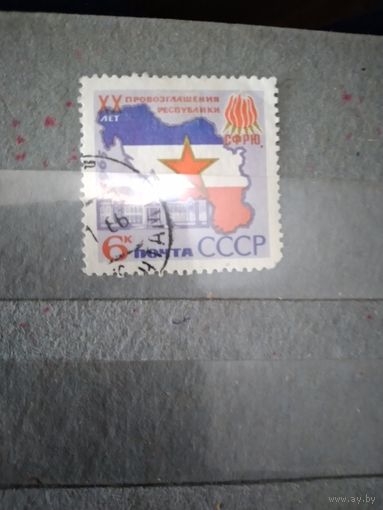 XX ПРОВОЗГЛАШЕНИЯ
ЛЕТ РЕСПУБЛИКИ
СФРЮ
6К ПОЧТА СССР
www.ay.by